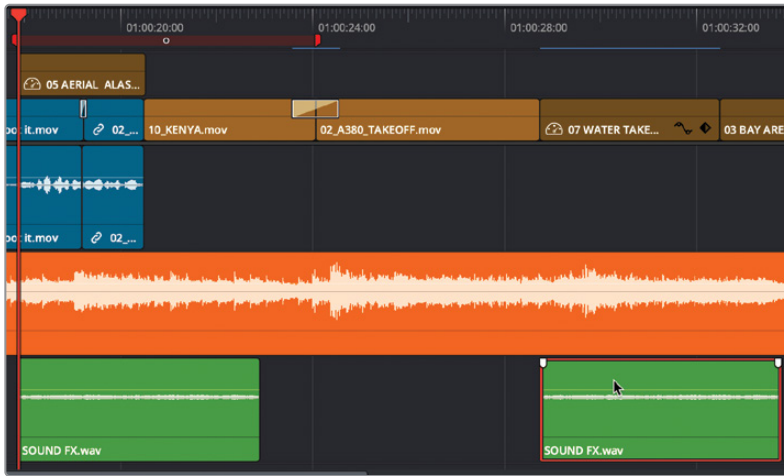 01:00:20:00
01:00:24:00
01:00:28:00
01:00:32:00
05 AERIAL ALAS...
it.mov
02_...
10_KENYA.mov
02_A380_TAKEOFF.mov
07 WATER TAKE...
03 BAY ARE
it.mov
02_...
SOUND FX.wav
SOUND FX.wav